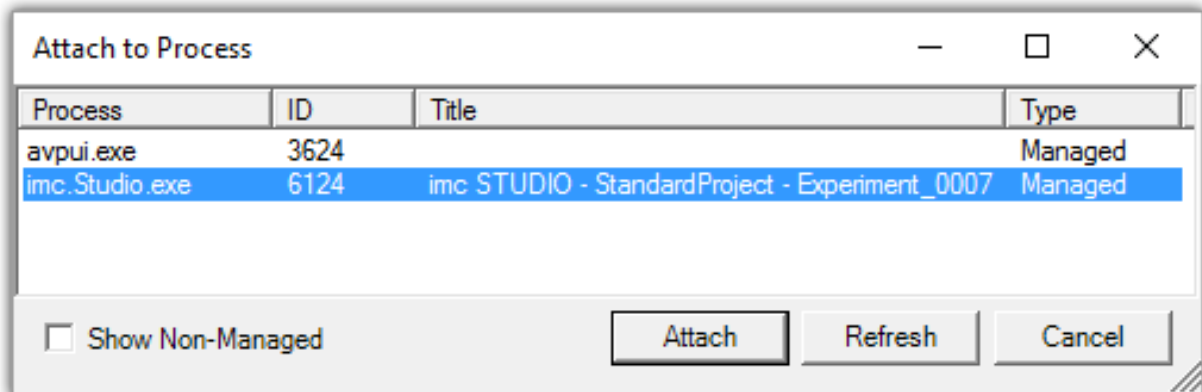 Attach to Process
Process ID Title Type
avpui.exe 3624 Managed
imc.Studio.exe 6124 imc STUDIO - StandardProject - Experiment_0007 Managed
Show Non-Managed Attach Refresh Cancel